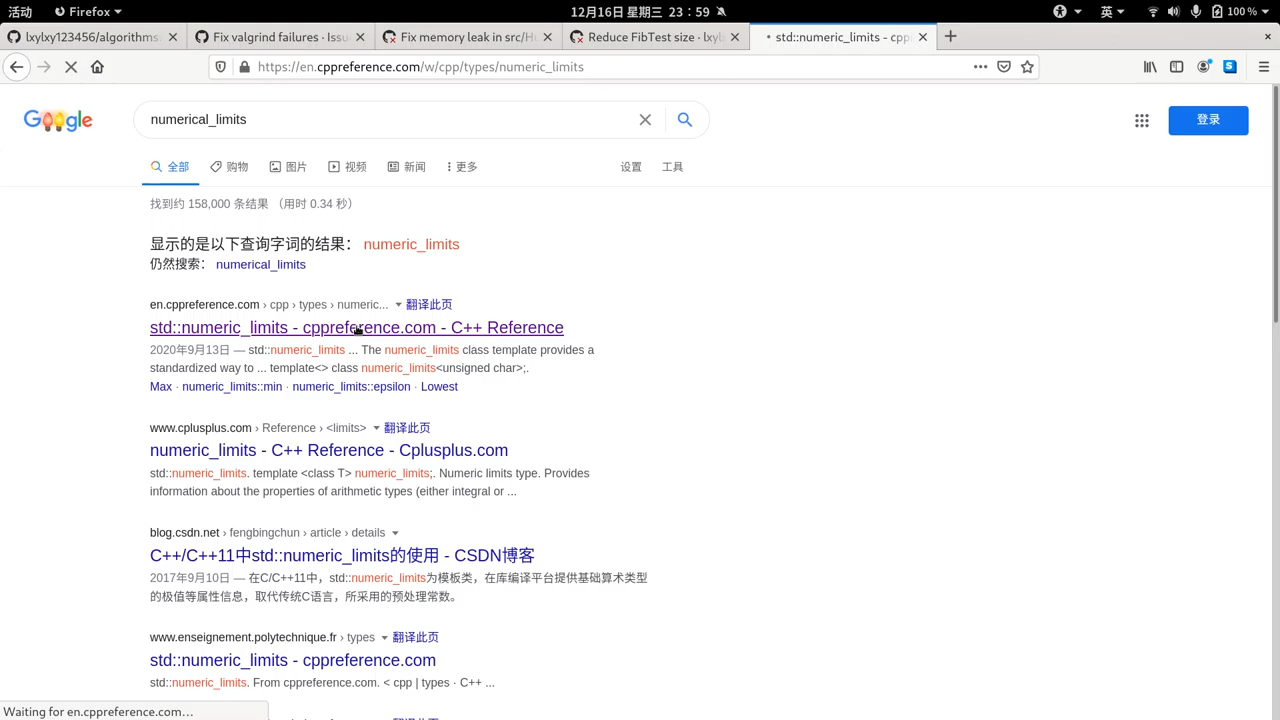 活动
Firefox
12月16日 星期三 23：59
英
100 %
lxylxy123456/algorithms:
Fix valgrind failures · Issu
Fix memory leak in src/Hu
Reduce FibTest size · lxyl
std::numeric_limits - cppr
https://en.cppreference.com/w/cpp/types/numeric_limits
Google
numerical_limits
登录
全部
购物
图片
视频
新闻
更多
设置
工具
找到约 158,000 条结果 （用时 0.34 秒）
显示的是以下查询字词的结果： numeric_limits
仍然搜索： numerical_limits
en.cppreference.com › cpp › types › numeric... 翻译此页
std::numeric_limits - cppreference.com - C++ Reference
2020年9月13日 — std::numeric_limits ... The numeric_limits class template provides a
standardized way to ... template<> class numeric_limits<unsigned char>;.
Max · numeric_limits::min · numeric_limits::epsilon · Lowest
www.cplusplus.com › Reference › <limits> 翻译此页
numeric_limits - C++ Reference - Cplusplus.com
std::numeric_limits. template <class T> numeric_limits;. Numeric limits type. Provides
information about the properties of arithmetic types (either integral or ...
blog.csdn.net › fengbingchun › article › details
C++/C++11中std::numeric_limits的使用 - CSDN博客
2017年9月10日 — 在C/C++11中，std::numeric_limits为模板类，在库编译平台提供基础算术类型
的极值等属性信息，取代传统C语言，所采用的预处理常数。
www.enseignement.polytechnique.fr › types 翻译此页
std::numeric_limits - cppreference.com
std::numeric_limits. From cppreference.com. < cpp | types · C++ ...
Waiting for en.cppreference.com…